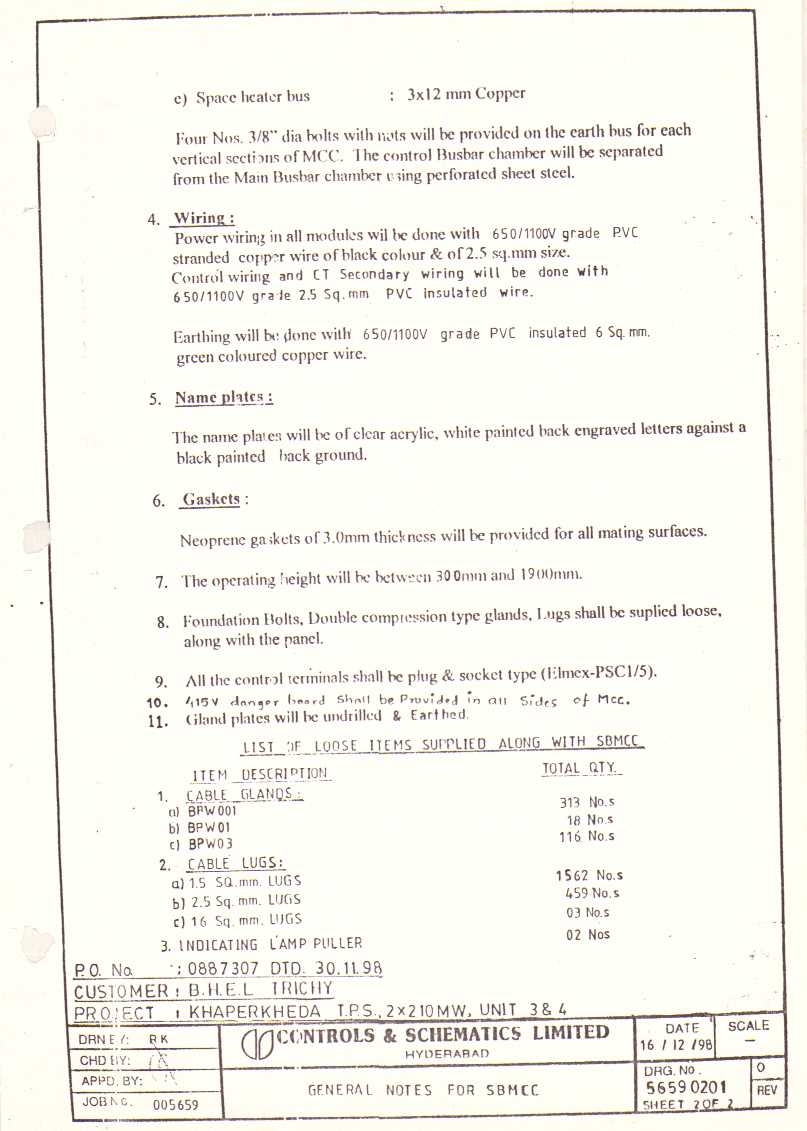 e) Space heater bus : 3x12 mm Copper
Four Nos. 3/8" dia bolts with nuts will be provided on the earth bus for each
vertical sections of MCC. The control Busbar chamber will be separated
from the Main Busbar chamber using perforated sheet steel.
4. Wiring :
Power wiring in all modules wil be done with 650/1100V grade PVC
stranded copper wire of black colour & of 2.5 sq.mm size.
Control wiring and CT Secondary wiring will be done with
650/1100V grade 2.5 Sq.mm PVC insulated wire.
Earthing will be done with 650/1100V grade PVC insulated 6 Sq.mm.
green coloured copper wire.
5. Name plates :
The name plates will be of clear acrylic, white painted back engraved letters against a
black painted back ground.
6. Gaskets :
Neoprene gaskets of 3.0mm thickness will be provided for all mating surfaces.
7. The operating height will be between 300mm and 1900mm.
8. Foundation Bolts, Double compression type glands, Lugs shall be suplied loose,
along with the panel.
9. All the control terminals shall be plug & socket type (Elmex-PSC1/5).
10. 415V danger board Shall be Provided in all Sides of Mcc.
11. Gland plates will be undrilled & Earthed.
LIST OF LOOSE ITEMS SUPPLIED ALONG WITH SBMCC
ITEM DESCRIPTION TOTAL QTY.
1. CABLE GLANDS :
a) BPW001 313 No.s
b) BPW01 18 No.s
c) BPW03 116 No.s
2. CABLE LUGS :
a) 1.5 SQ.mm. LUGS 1562 No.s
b) 2.5 Sq.mm. LUGS 459 No.s
c) 16 Sq.mm. LUGS 03 No.s
3. INDICATING LAMP PULLER 02 Nos
P.O. No. : 0887307 DTD. 30.11.98
CUSTOMER : B.H.E.L TRICHY
PROJECT : KHAPERKHEDA T.P.S., 2x210MW, UNIT 3 & 4
DRN BY: RK
CHD BY:
APPD. BY:
JOB No. 005659
CONTROLS & SCHEMATICS LIMITED
HYDERABAD
GENERAL NOTES FOR SBMCC
DATE
16 / 12 /98
SCALE
–
DRG. No.
5659 0201
SHEET 2 OF 2
0
REV